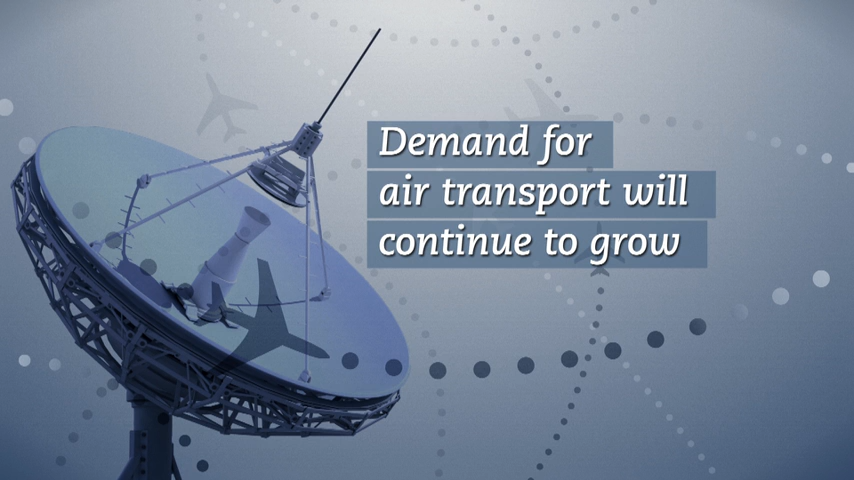 Demand for
air transport will
continue to grow